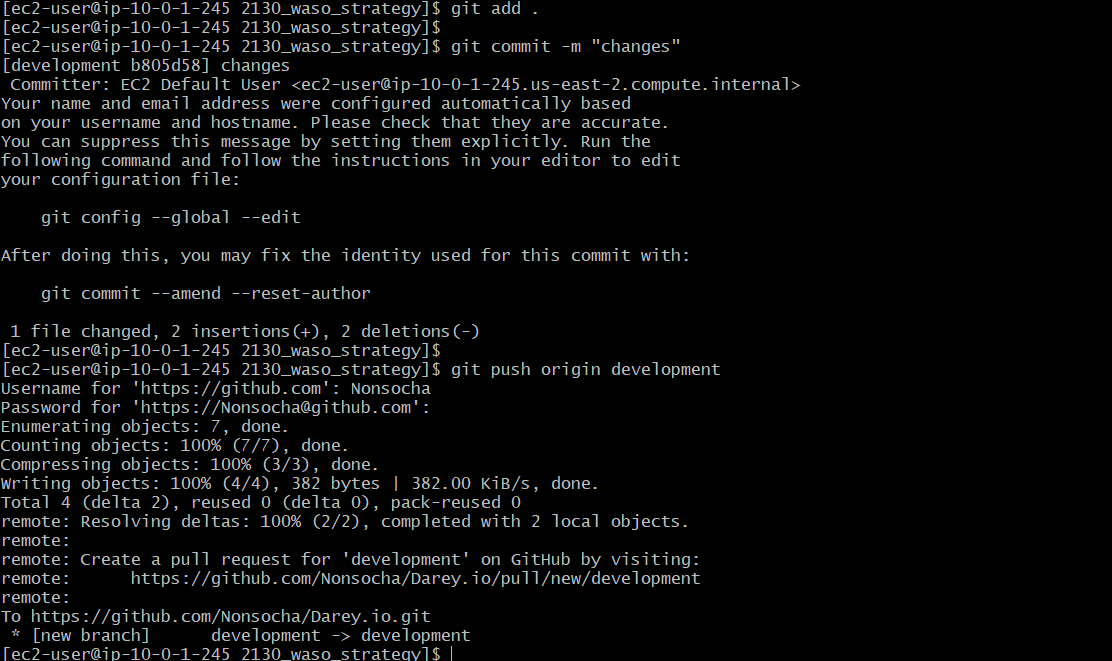 [ec2-user@ip-10-0-1-245 2130_waso_strategy]$ git add .
[ec2-user@ip-10-0-1-245 2130_waso_strategy]$
[ec2-user@ip-10-0-1-245 2130_waso_strategy]$ git commit -m "changes"
[development b805d58] changes
 Committer: EC2 Default User <ec2-user@ip-10-0-1-245.us-east-2.compute.internal>
Your name and email address were configured automatically based
on your username and hostname. Please check that they are accurate.
You can suppress this message by setting them explicitly. Run the
following command and follow the instructions in your editor to edit
your configuration file:

    git config --global --edit

After doing this, you may fix the identity used for this commit with:

    git commit --amend --reset-author

 1 file changed, 2 insertions(+), 2 deletions(-)
[ec2-user@ip-10-0-1-245 2130_waso_strategy]$
[ec2-user@ip-10-0-1-245 2130_waso_strategy]$ git push origin development
Username for 'https://github.com': Nonsocha
Password for 'https://Nonsocha@github.com':
Enumerating objects: 7, done.
Counting objects: 100% (7/7), done.
Compressing objects: 100% (3/3), done.
Writing objects: 100% (4/4), 382 bytes | 382.00 KiB/s, done.
Total 4 (delta 2), reused 0 (delta 0), pack-reused 0
remote: Resolving deltas: 100% (2/2), completed with 2 local objects.
remote:
remote: Create a pull request for 'development' on GitHub by visiting:
remote:      https://github.com/Nonsocha/Darey.io/pull/new/development
remote:
To https://github.com/Nonsocha/Darey.io.git
 * [new branch]      development -> development
[ec2-user@ip-10-0-1-245 2130_waso_strategy]$